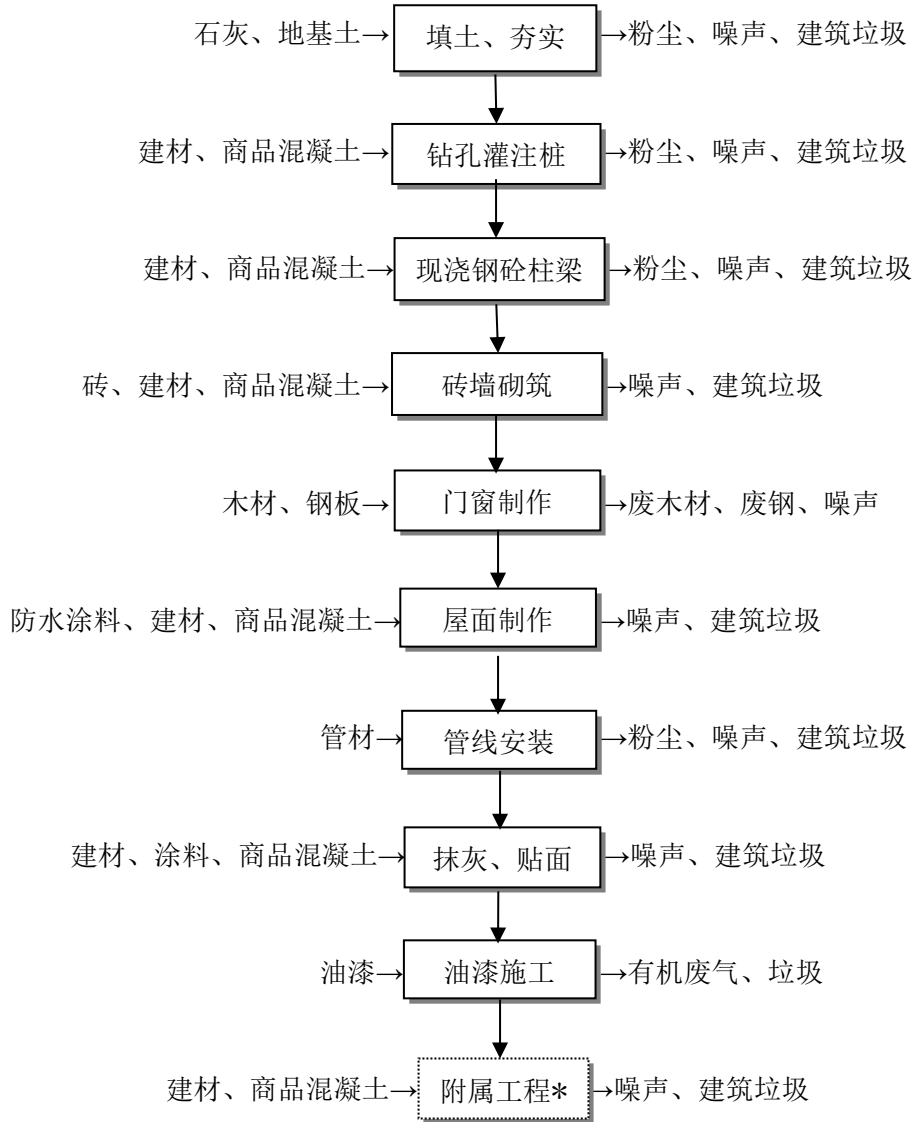 石灰、地基土→ 填土、夯实 →粉尘、噪声、建筑垃圾
建材、商品混凝土→ 钻孔灌注桩 →粉尘、噪声、建筑垃圾
建材、商品混凝土→ 现浇钢砼柱梁 →粉尘、噪声、建筑垃圾
砖、建材、商品混凝土→ 砖墙砌筑 →噪声、建筑垃圾
木材、钢板→ 门窗制作 →废木材、废钢、噪声
防水涂料、建材、商品混凝土→ 屋面制作 →噪声、建筑垃圾
管材→ 管线安装 →粉尘、噪声、建筑垃圾
建材、涂料、商品混凝土→ 抹灰、贴面 →噪声、建筑垃圾
油漆→ 油漆施工 →有机废气、垃圾
建材、商品混凝土→ 附属工程* →噪声、建筑垃圾